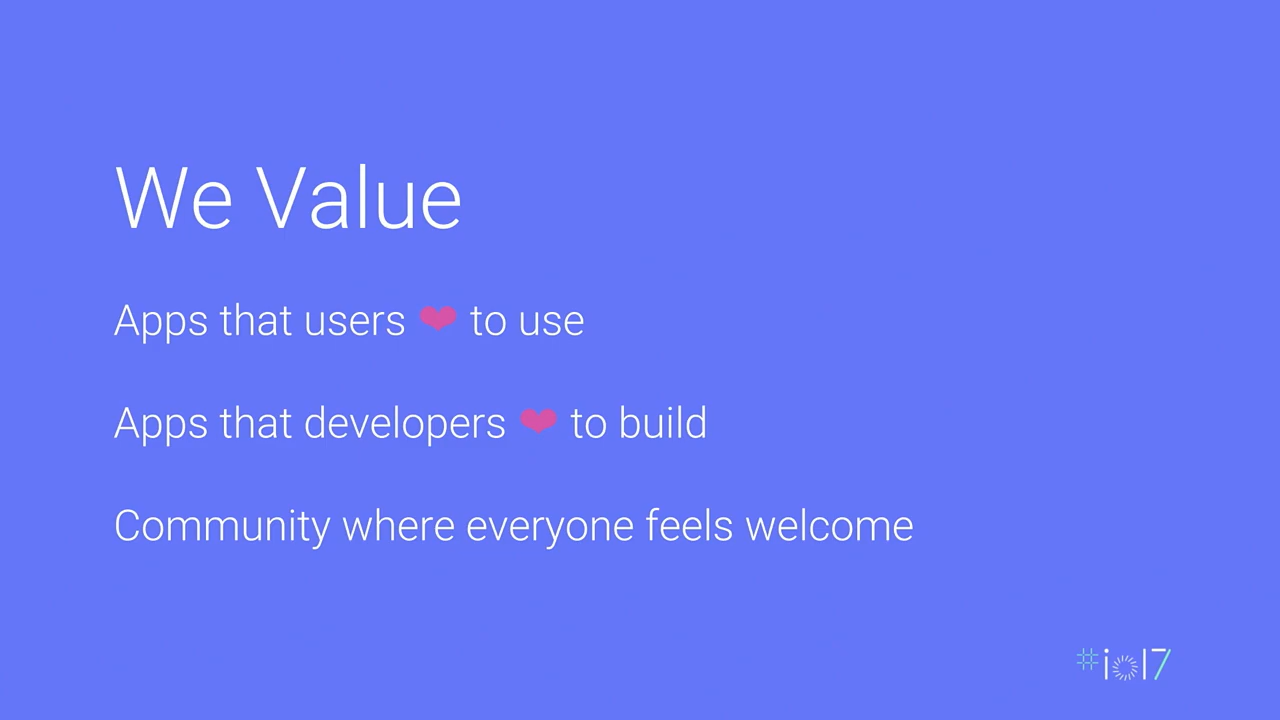 We Value
Apps that users ❤ to use
Apps that developers ❤ to build
Community where everyone feels welcome
#io17